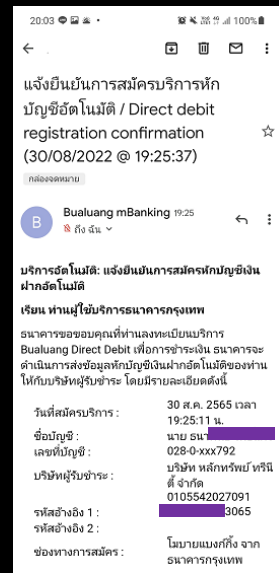 20:03
100%
แจ้งยืนยันการสมัครบริการหัก
บัญชีอัตโนมัติ / Direct debit
registration confirmation
(30/08/2022 @ 19:25:37)
กล่องจดหมาย
B
Bualuang mBanking 19:25
ถึง ฉัน
บริการอัตโนมัติ: แจ้งยืนยันการสมัครหักบัญชีเงิน
ฝากอัตโนมัติ
เรียน ท่านผู้ใช้บริการธนาคารกรุงเทพ
ธนาคารขอขอบคุณที่ท่านลงทะเบียนบริการ
Bualuang Direct Debit เพื่อการชำระเงิน ธนาคารจะ
ดำเนินการส่งข้อมูลหักบัญชีเงินฝากอัตโนมัติของท่าน
ให้กับบริษัทผู้รับชำระ โดยมีรายละเอียดดังนี้
วันที่สมัครบริการ : 30 ส.ค. 2565 เวลา
19:25:11 น.
ชื่อบัญชี : นาย ธนา
เลขที่บัญชี : 028-0-xxx792
บริษัทผู้รับชำระ : บริษัท หลักทรัพย์ ทรีนี
ตี้ จำกัด
0105542027091
รหัสอ้างอิง 1 : 3065
รหัสอ้างอิง 2 :
ช่องทางการสมัคร : โมบายแบงก์กิ้ง จาก
ธนาคารกรุงเทพ